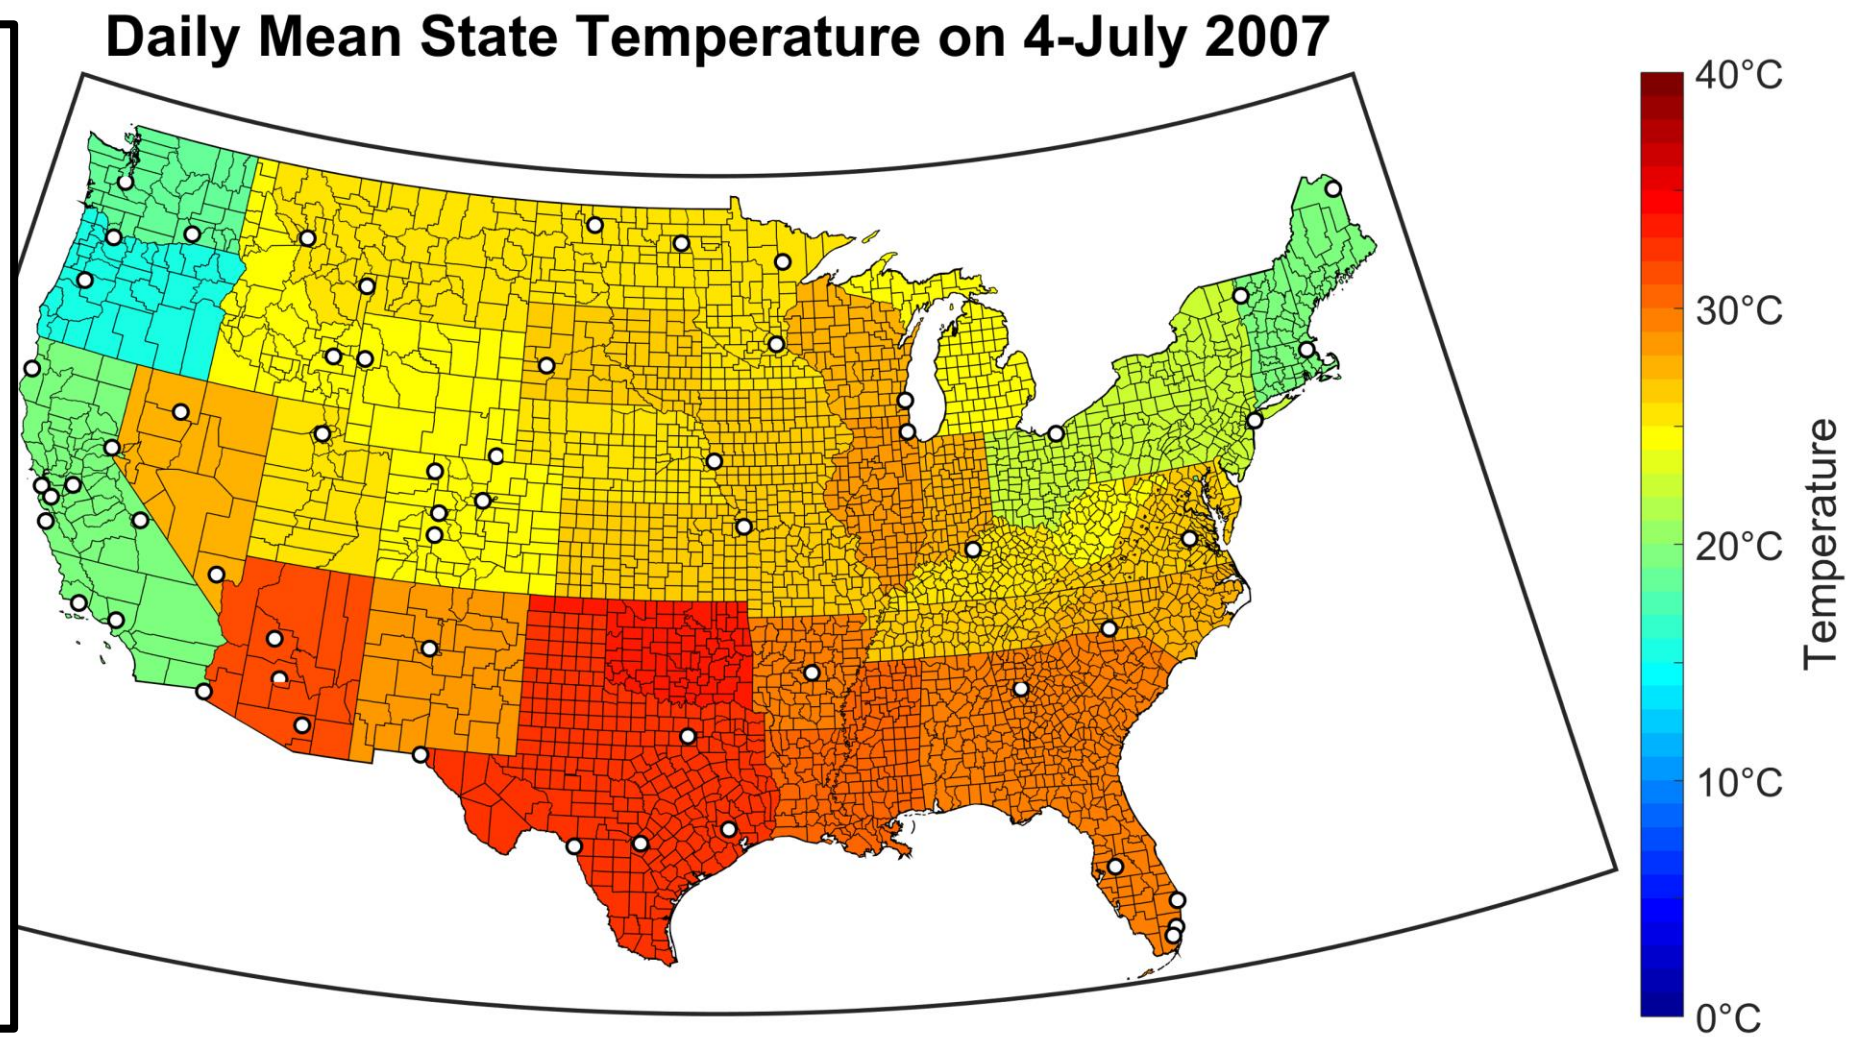 Daily Mean State Temperature on 4-July 2007
40°C
30°C
20°C
10°C
0°C
Temperature